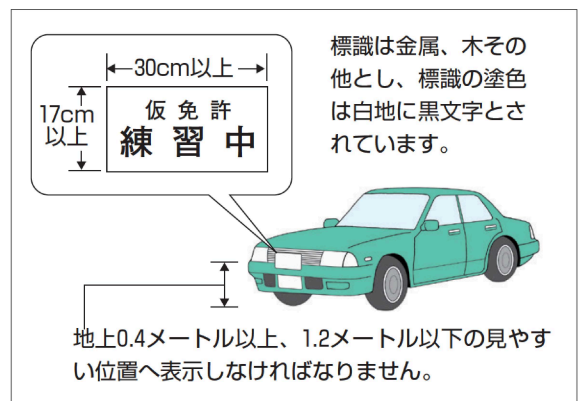 30cm以上
17cm
以上
仮免許
練習中
標識は金属、木その
他とし、標識の塗色
は白地に黒文字とさ
れています。
地上0.4メートル以上、1.2メートル以下の見やす
い位置へ表示しなければなりません。